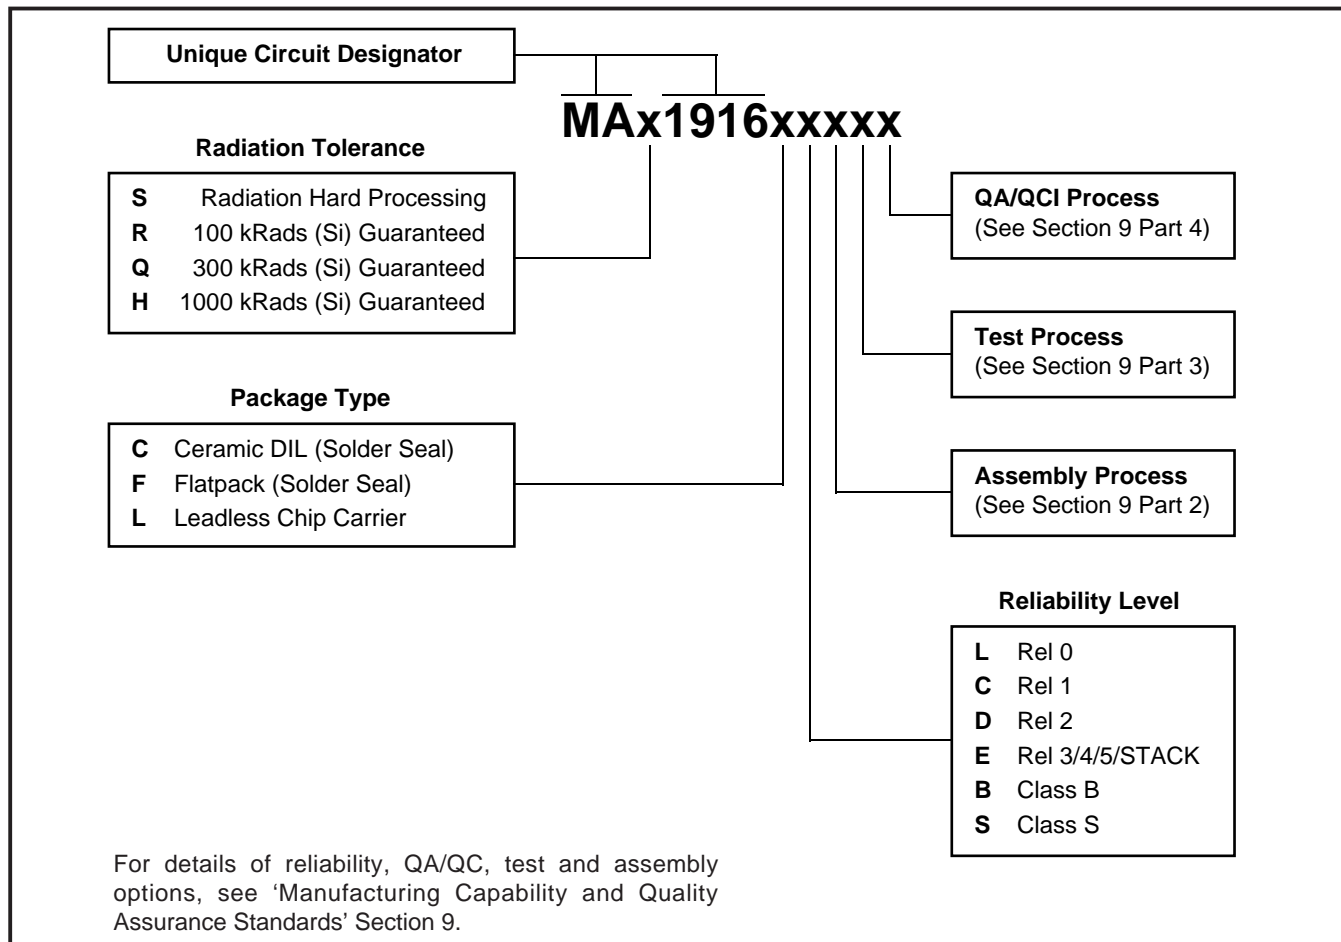 Unique Circuit Designator
MAx1916xxxxx
Radiation Tolerance
S Radiation Hard Processing
R 100 kRads (Si) Guaranteed
Q 300 kRads (Si) Guaranteed
H 1000 kRads (Si) Guaranteed
Package Type
C Ceramic DIL (Solder Seal)
F Flatpack (Solder Seal)
L Leadless Chip Carrier
QA/QCI Process
(See Section 9 Part 4)
Test Process
(See Section 9 Part 3)
Assembly Process
(See Section 9 Part 2)
Reliability Level
L Rel 0
C Rel 1
D Rel 2
E Rel 3/4/5/STACK
B Class B
S Class S
For details of reliability, QA/QC, test and assembly
options, see ‘Manufacturing Capability and Quality
Assurance Standards’ Section 9.